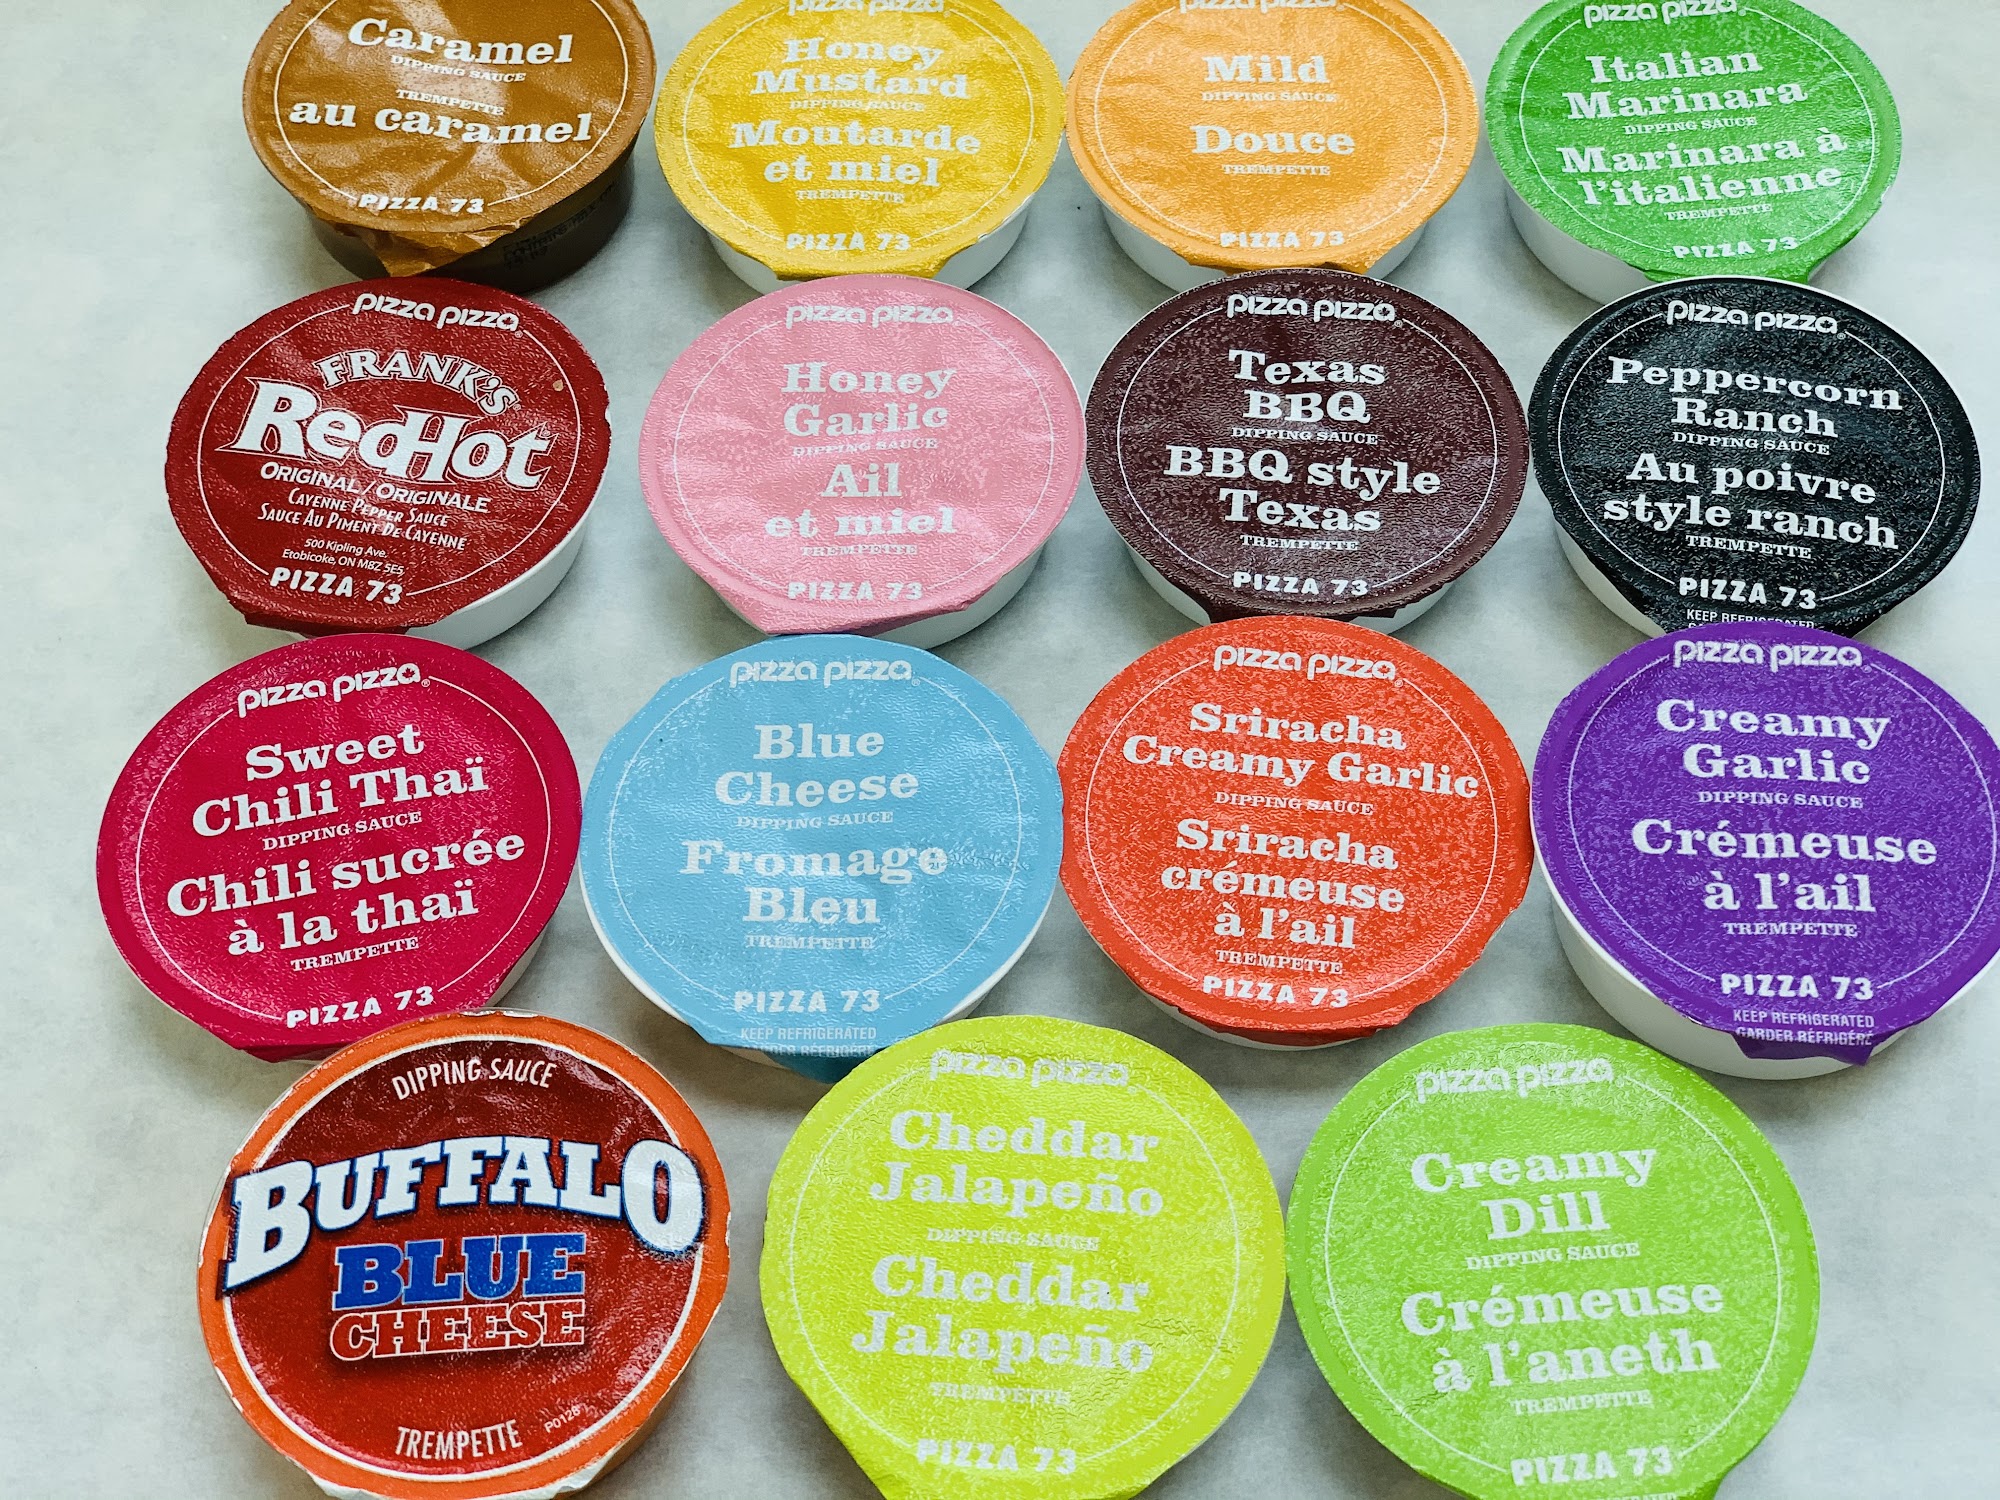 Caramel
DIPPING SAUCE
TREMPETTE
au caramel
PIZZA 73
pizza pizza
Honey
Mustard
DIPPING SAUCE
Moutarde
et miel
TREMPETTE
PIZZA 73
pizza pizza
Mild
DIPPING SAUCE
Douce
TREMPETTE
PIZZA 73
pizza pizza
Italian
Marinara
DIPPING SAUCE
Marinara à
l'italienne
TREMPETTE
PIZZA 73
pizza pizza®
FRANK'S®
RedHot
ORIGINAL/ORIGINALE
CAYENNE PEPPER SAUCE
SAUCE AU PIMENT DE CAYENNE
500 Kipling Ave.
Etobicoke, ON M8Z 5E5
PIZZA 73
pizza pizza®
Honey
Garlic
DIPPING SAUCE
Ail
et miel
TREMPETTE
PIZZA 73
pizza pizza®
Texas
BBQ
DIPPING SAUCE
BBQ style
Texas
TREMPETTE
PIZZA 73
pizza pizza®
Peppercorn
Ranch
DIPPING SAUCE
Au poivre
style ranch
TREMPETTE
PIZZA 73
KEEP REFRIGERATED
pizza pizza®
Sweet
Chili Thaï
DIPPING SAUCE
Chili sucrée
à la thaï
TREMPETTE
PIZZA 73
pizza pizza®
Blue
Cheese
DIPPING SAUCE
Fromage
Bleu
TREMPETTE
PIZZA 73
KEEP REFRIGERATED
GARDER RÉFRIGÉRÉ
pizza pizza®
Sriracha
Creamy Garlic
DIPPING SAUCE
Sriracha
crémeuse
à l'ail
TREMPETTE
PIZZA 73
pizza pizza®
Creamy
Garlic
DIPPING SAUCE
Crémeuse
à l'ail
TREMPETTE
PIZZA 73
KEEP REFRIGERATED
GARDER RÉFRIGÉRÉ
DIPPING SAUCE
BUFFALO
BLUE
CHEESE
TREMPETTE
P0128
pizza pizza
Cheddar
Jalapeño
DIPPING SAUCE
Cheddar
Jalapeño
TREMPETTE
PIZZA 73
pizza pizza®
Creamy
Dill
DIPPING SAUCE
Crémeuse
à l'aneth
TREMPETTE
PIZZA 73